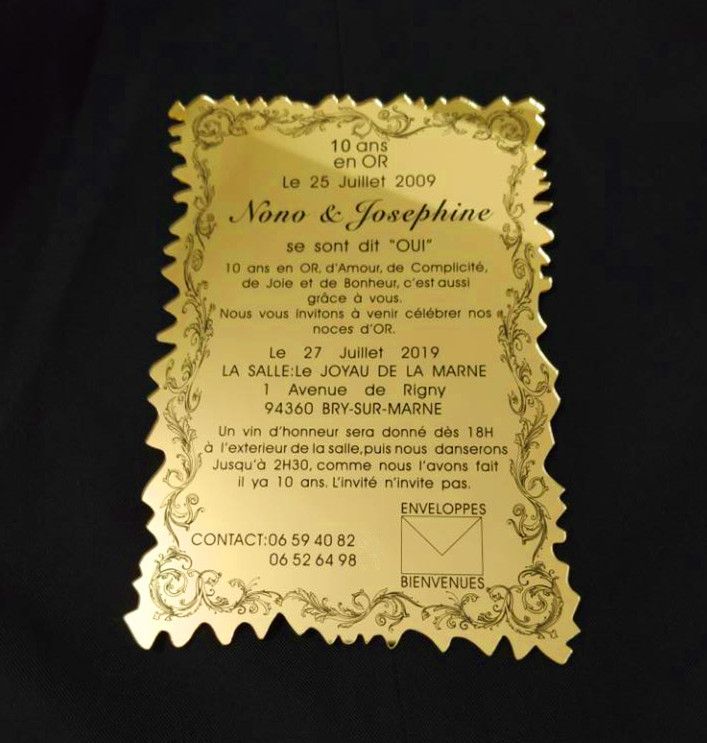 10 ans
en OR
Le 25 Juillet 2009
Nono & Josephine
se sont dit "OUI"
10 ans en OR, d'Amour, de Complicité,
de Joie et de Bonheur, c'est aussi
grâce à vous.
Nous vous invitons à venir célébrer nos
noces d'OR.
Le 27 Juillet 2019
LA SALLE:Le JOYAU DE LA MARNE
1 Avenue de Rigny
94360 BRY-SUR-MARNE
Un vin d'honneur sera donné dès 18H
à l'exterieur de la salle,puis nous danserons
Jusqu'à 2H30, comme nous l'avons fait
il ya 10 ans. L'invité n'invite pas.
CONTACT:06 59 40 82
06 52 64 98
ENVELOPPES
BIENVENUES